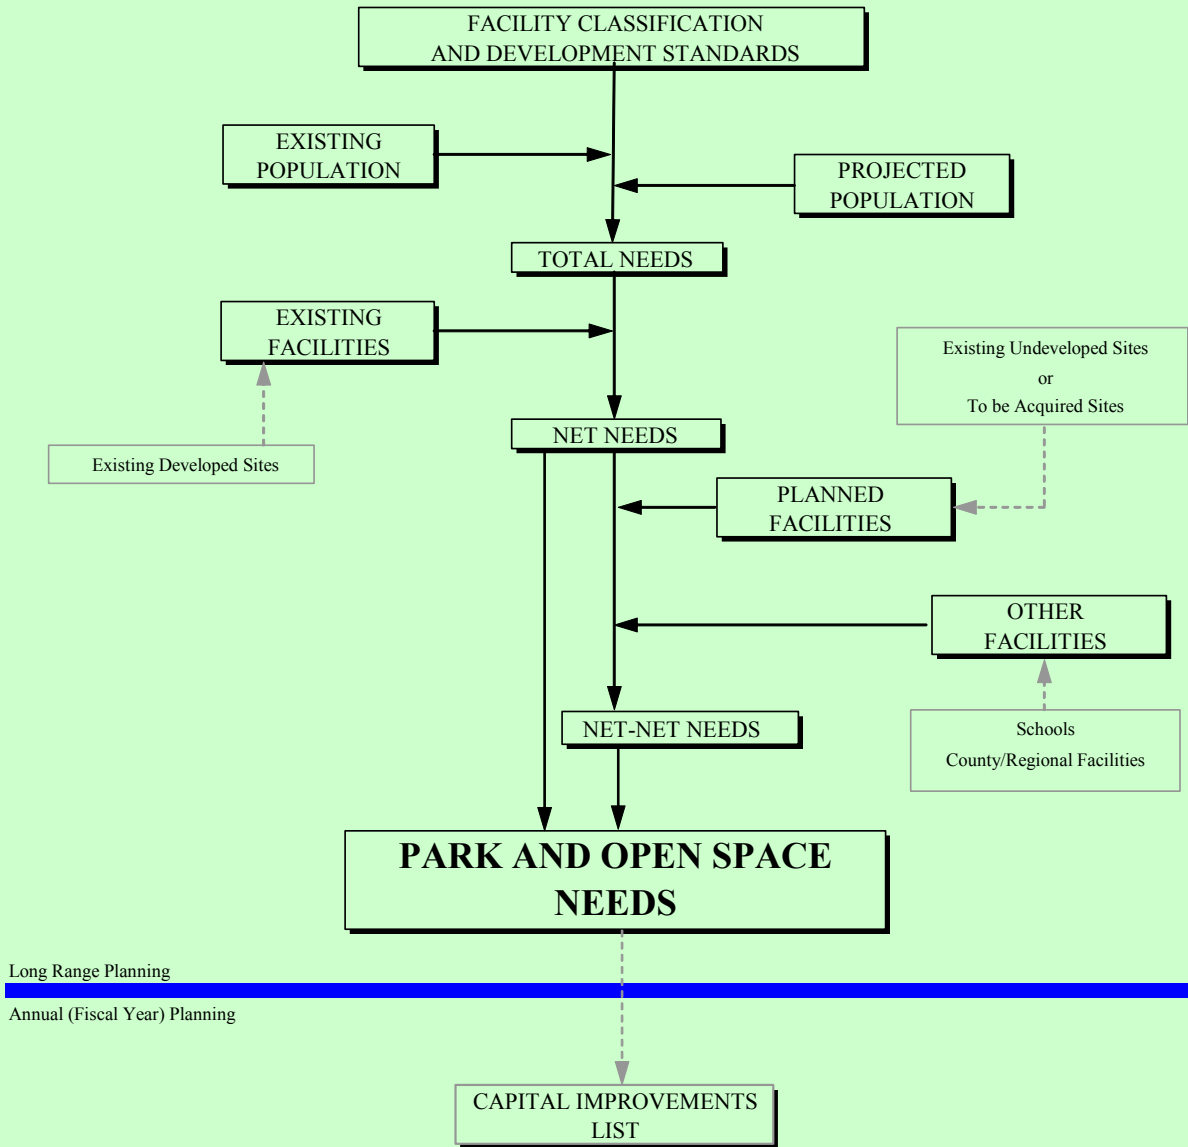 FACILITY CLASSIFICATION
AND DEVELOPMENT STANDARDS
EXISTING
POPULATION
PROJECTED
POPULATION
TOTAL NEEDS
EXISTING
FACILITIES
Existing Undeveloped Sites
or
To be Acquired Sites
NET NEEDS
Existing Developed Sites
PLANNED
FACILITIES
OTHER
FACILITIES
NET-NET NEEDS
Schools
County/Regional Facilities
PARK AND OPEN SPACE
NEEDS
Long Range Planning
Annual (Fiscal Year) Planning
CAPITAL IMPROVEMENTS
LIST